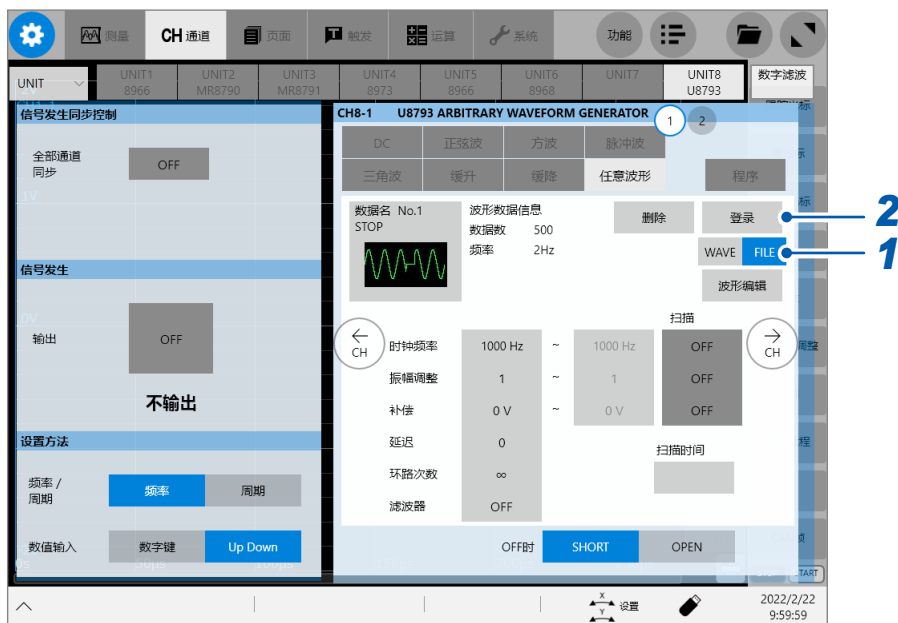 测量
CH 通道
页面
触发
运算
系统
功能
UNIT
UNIT1
8966
UNIT2
MR8790
UNIT3
MR8791
UNIT4
8973
UNIT5
8966
UNIT6
8968
UNIT7
UNIT8
U8793
数字滤波
信号发生同步控制
全部通道
同步
OFF
信号发生
输出
OFF
不输出
设置方法
频率 /
周期
频率
周期
数值输入
数字键
Up Down
CH8-1 U8793 ARBITRARY WAVEFORM GENERATOR
1
2
DC
正弦波
方波
脉冲波
三角波
缓升
缓降
任意波形
程序
数据名 No.1
STOP
波形数据信息
数据数 500
频率 2Hz
删除
登录
2
WAVE
FILE
1
波形编辑
扫描
←
CH
→
CH
时钟频率 1000 Hz ~ 1000 Hz OFF
振幅调整 1 ~ 1 OFF
补偿 0 V ~ 0 V OFF
延迟 0
扫描时间
环路次数 ∞
滤波器 OFF
OFF时 SHORT OPEN
X
Y
设置
2022/2/22
9:59:59